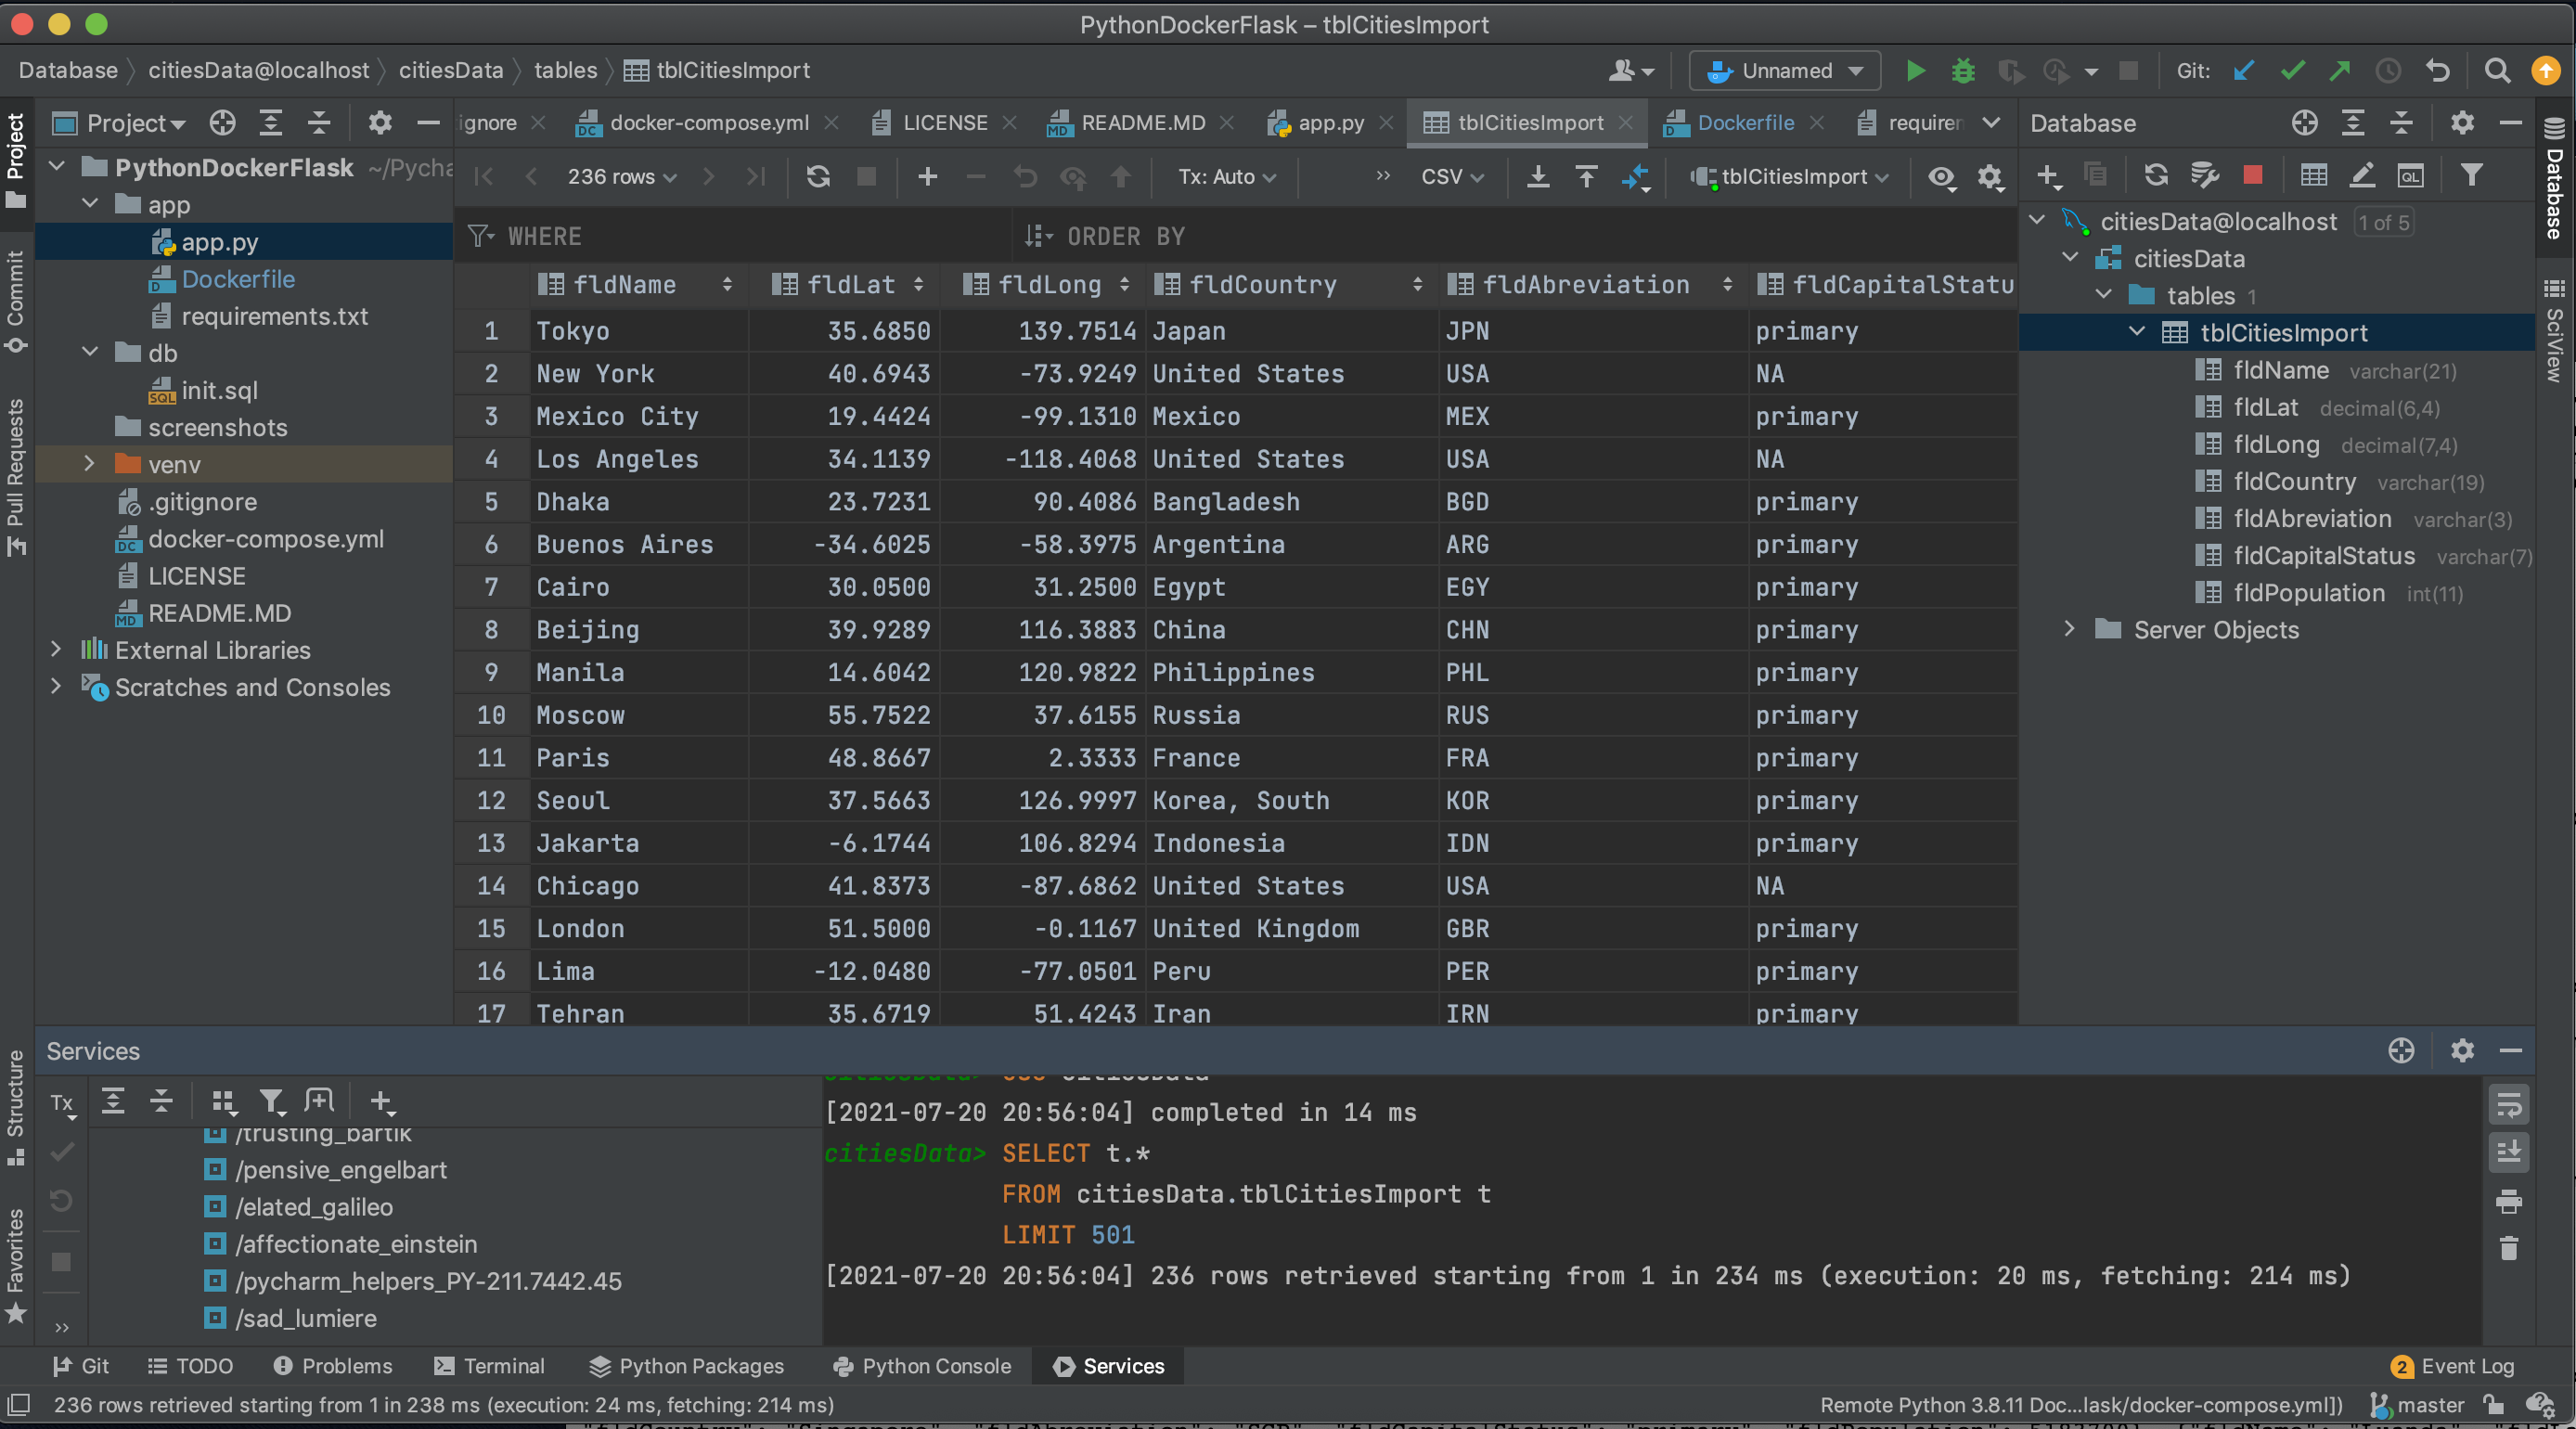 PythonDockerFlask – tblCitiesImport
Database citiesData@localhost citiesData tables tblCitiesImport
Unnamed Git:
Project ignore docker-compose.yml LICENSE README.MD app.py tblCitiesImport Dockerfile Database
236 rows Tx: Auto CSV tblCitiesImport
WHERE ORDER BY
fldName fldLat fldLong fldCountry fldAbreviation fldCapitalStatu
1 Tokyo 35.6850 139.7514 Japan JPN primary
2 New York 40.6943 -73.9249 United States USA NA
3 Mexico City 19.4424 -99.1310 Mexico MEX primary
4 Los Angeles 34.1139 -118.4068 United States USA NA
5 Dhaka 23.7231 90.4086 Bangladesh BGD primary
6 Buenos Aires -34.6025 -58.3975 Argentina ARG primary
7 Cairo 30.0500 31.2500 Egypt EGY primary
8 Beijing 39.9289 116.3883 China CHN primary
9 Manila 14.6042 120.9822 Philippines PHL primary
10 Moscow 55.7522 37.6155 Russia RUS primary
11 Paris 48.8667 2.3333 France FRA primary
12 Seoul 37.5663 126.9997 Korea, South KOR primary
13 Jakarta -6.1744 106.8294 Indonesia IDN primary
14 Chicago 41.8373 -87.6862 United States USA NA
15 London 51.5000 -0.1167 United Kingdom GBR primary
16 Lima -12.0480 -77.0501 Peru PER primary
17 Tehran 35.6719 51.4243 Iran IRN primary
Project
Commit
Pull Requests
Structure
Favorites
PythonDockerFlask ~/Pycha
app
app.py
Dockerfile
requirements.txt
db
init.sql
screenshots
venv
.gitignore
docker-compose.yml
LICENSE
README.MD
External Libraries
Scratches and Consoles
citiesData@localhost 1 of 5
citiesData
tables 1
tblCitiesImport
fldName varchar(21)
fldLat decimal(6,4)
fldLong decimal(7,4)
fldCountry varchar(19)
fldAbreviation varchar(3)
fldCapitalStatus varchar(7)
fldPopulation int(11)
Server Objects
Database
SciView
Services
Tx
/trusting_bartik
/pensive_engelbart
/elated_galileo
/affectionate_einstein
/pycharm_helpers_PY-211.7442.45
/sad_lumiere
[2021-07-20 20:56:04] completed in 14 ms
citiesData> SELECT t.*
FROM citiesData.tblCitiesImport t
LIMIT 501
[2021-07-20 20:56:04] 236 rows retrieved starting from 1 in 234 ms (execution: 20 ms, fetching: 214 ms)
Git TODO Problems Terminal Python Packages Python Console Services 2 Event Log
236 rows retrieved starting from 1 in 238 ms (execution: 24 ms, fetching: 214 ms) Remote Python 3.8.11 Doc...lask/docker-compose.yml]) master